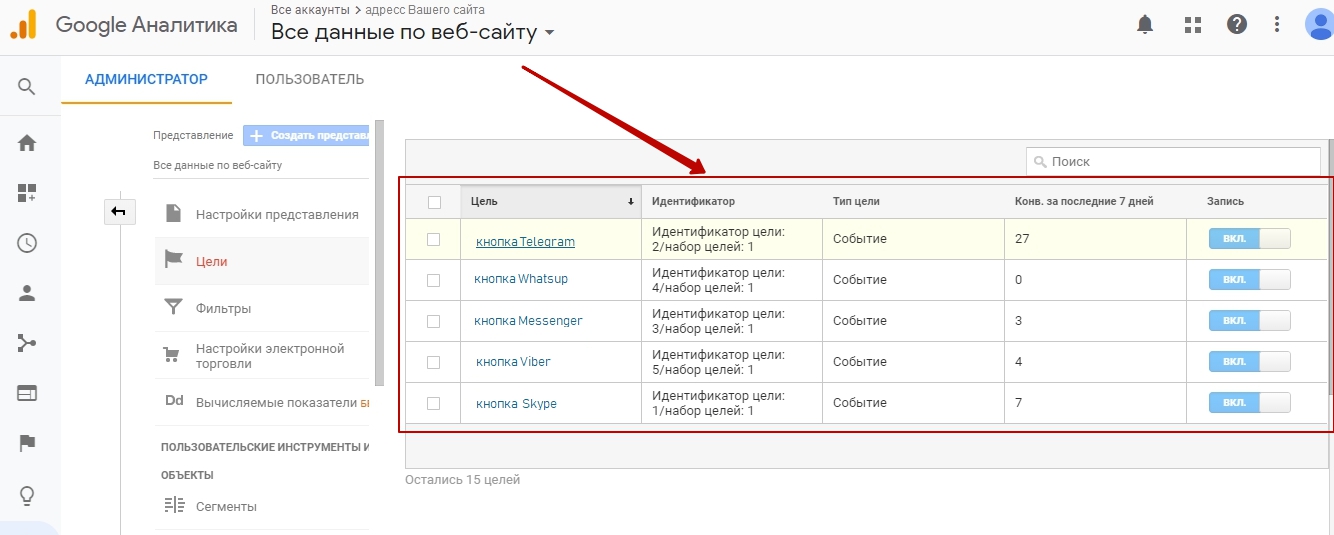 Google Аналитика
Все аккаунты > адресс Вашего сайта
Все данные по веб-сайту
АДМИНИСТРАТОР
ПОЛЬЗОВАТЕЛЬ
Представление
+ Создать представл
Все данные по веб-сайту
Настройки представления
Цели
Фильтры
Настройки электронной
торговли
Dd Вычисляемые показатели БЕ
ПОЛЬЗОВАТЕЛЬСКИЕ ИНСТРУМЕНТЫ И
ОБЪЕКТЫ
Сегменты
Поиск
Цель Идентификатор Тип цели Конв. за последние 7 дней Запись
кнопка Telegram Идентификатор цели: Событие 27 ВКЛ.
2/набор целей: 1
кнопка Whatsup Идентификатор цели: Событие 0 ВКЛ.
4/набор целей: 1
кнопка Messenger Идентификатор цели: Событие 3 ВКЛ.
3/набор целей: 1
кнопка Viber Идентификатор цели: Событие 4 ВКЛ.
5/набор целей: 1
кнопка Skype Идентификатор цели: Событие 7 ВКЛ.
1/набор целей: 1
Остались 15 целей